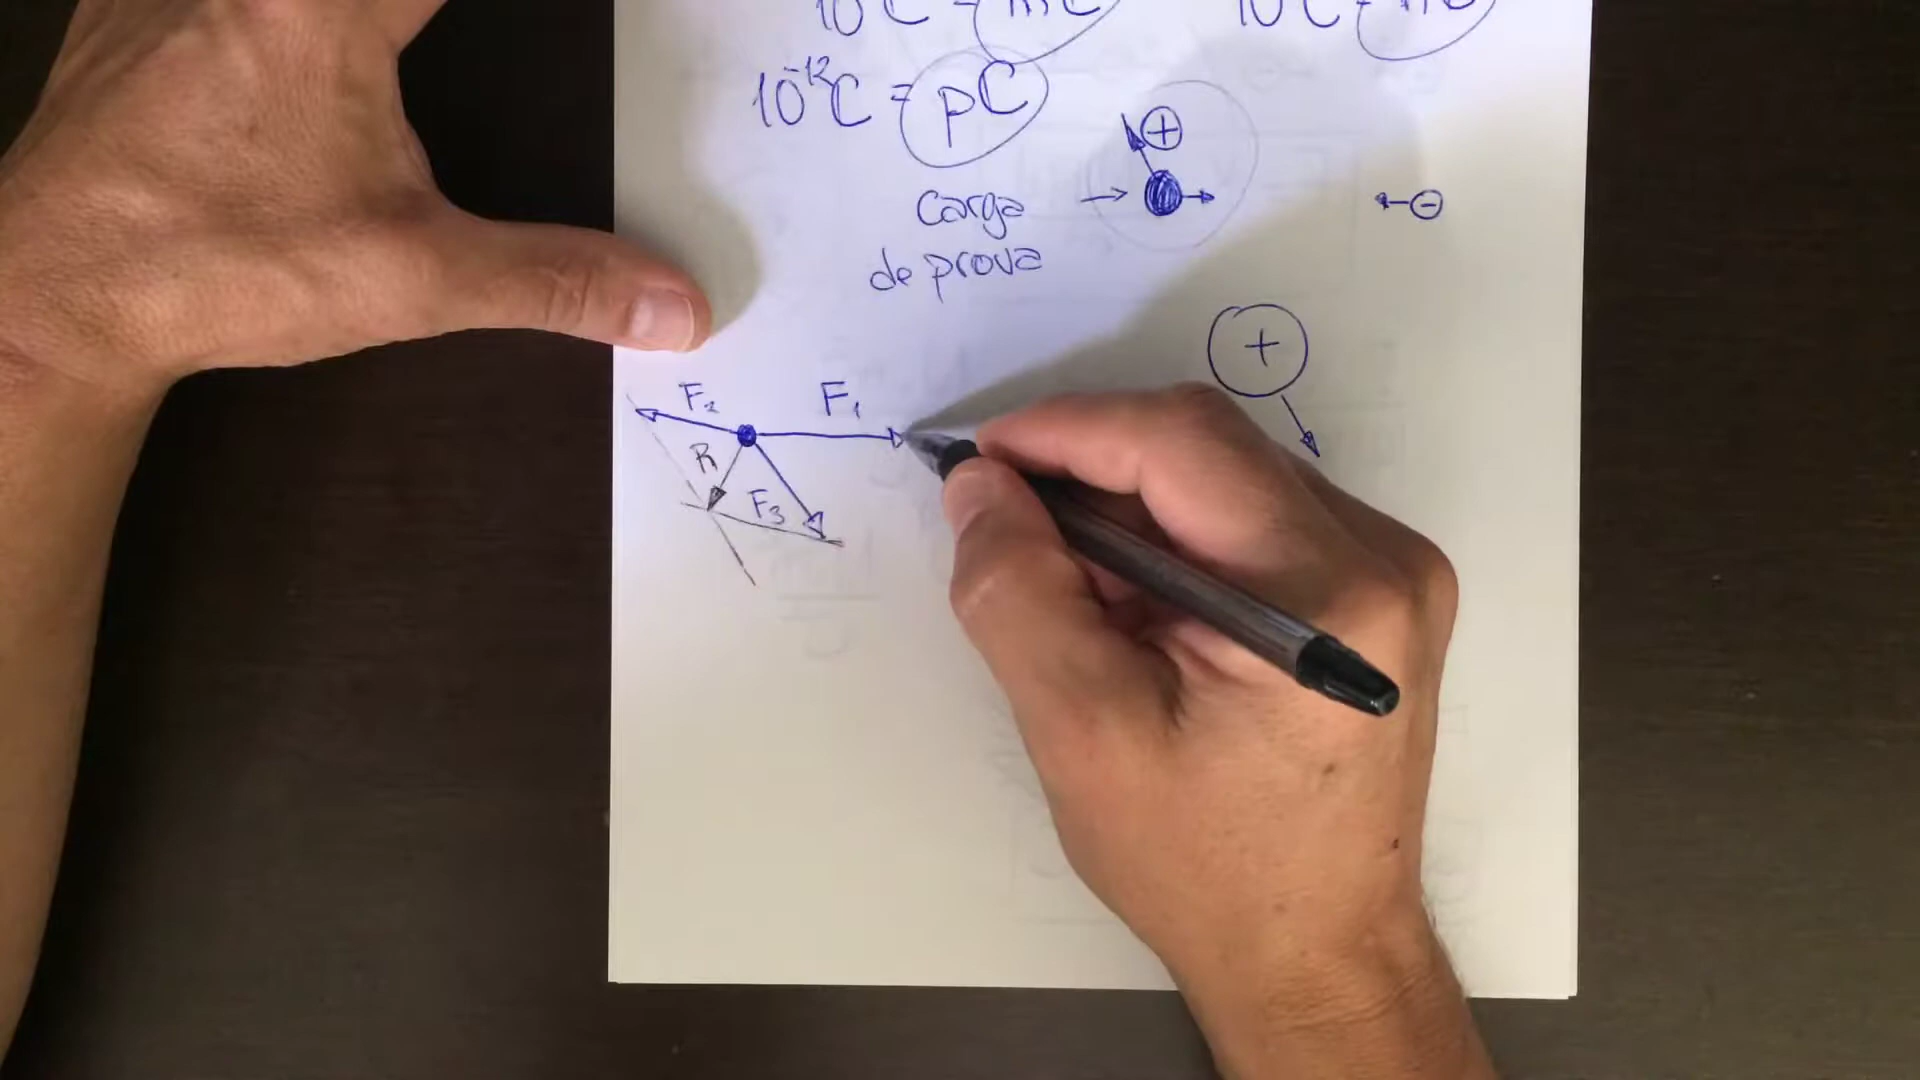 10⁻¹²C = pC
+
Carga
-
de prova
+
F₂ F₁
R
F₃